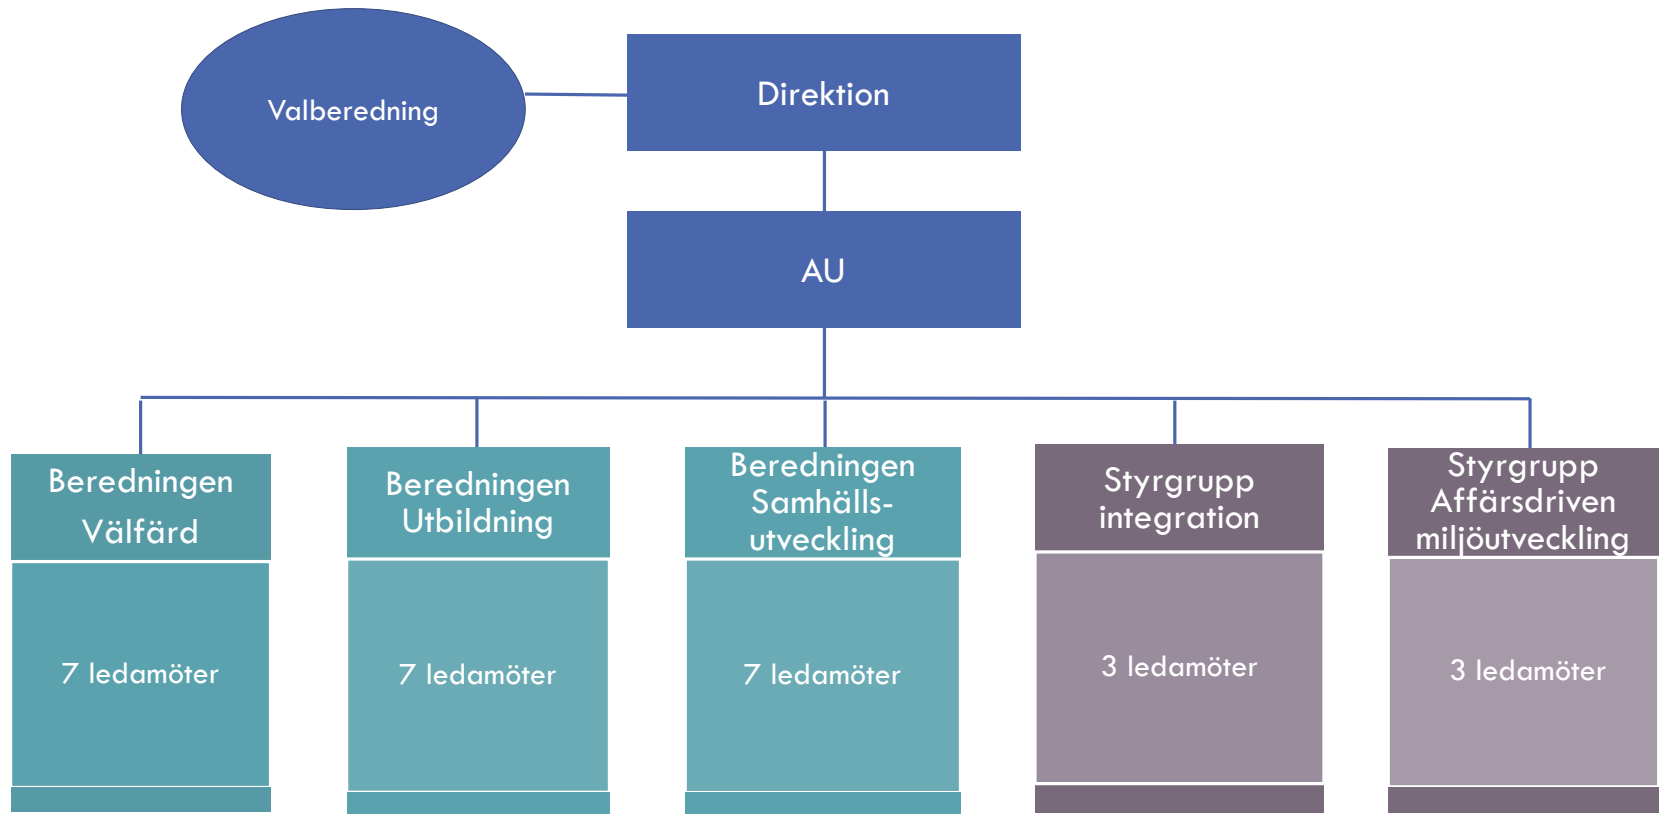 Valberedning
Direktion
AU
Beredningen
Välfärd
7 ledamöter
Beredningen
Utbildning
7 ledamöter
Beredningen
Samhälls-
utveckling
7 ledamöter
Styrgrupp
integration
3 ledamöter
Styrgrupp
Affärsdriven
miljöutveckling
3 ledamöter